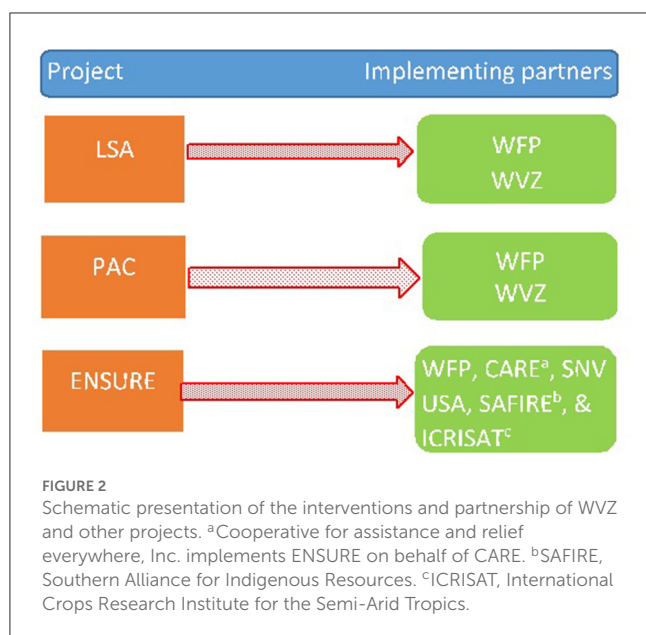 Project Implementing partners
LSA
WFP
WVZ
PAC
WFP
WVZ
ENSURE
WFP, CAREᵃ, SNV
USA, SAFIREᵇ, &
ICRISATᶜ
FIGURE 2
Schematic presentation of the interventions and partnership of WVZ
and other projects. ᵃCooperative for assistance and relief
everywhere, Inc. implements ENSURE on behalf of CARE. ᵇSAFIRE,
Southern Alliance for Indigenous Resources. ᶜICRISAT, International
Crops Research Institute for the Semi-Arid Tropics.